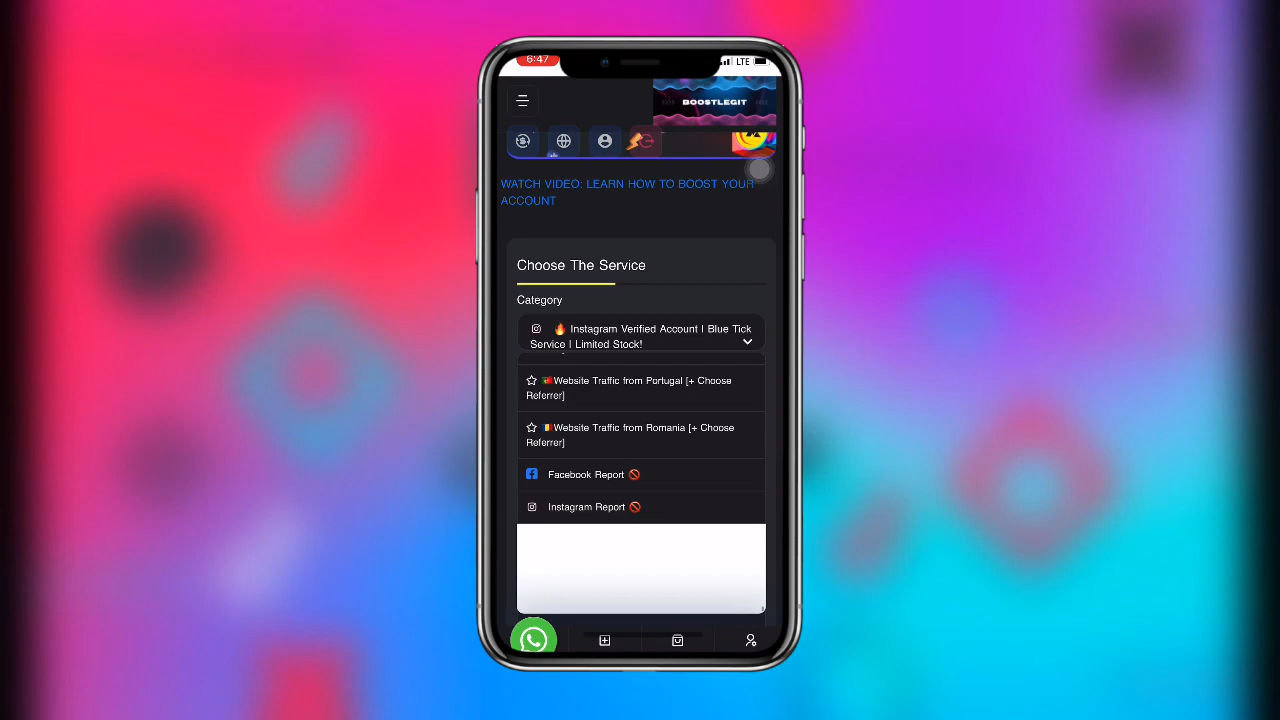 6:47
LTE
BOOSTLEGIT
WATCH VIDEO: LEARN HOW TO BOOST YOUR
ACCOUNT
Choose The Service
Category
🔥 Instagram Verified Account | Blue Tick
Service | Limited Stock!
🇵🇹Website Traffic from Portugal [+ Choose
Referrer]
🇷🇴Website Traffic from Romania [+ Choose
Referrer]
Facebook Report 🚫
Instagram Report 🚫